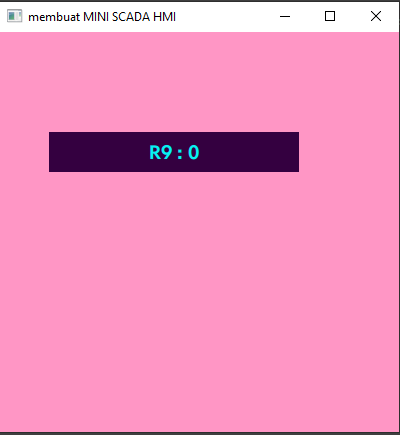 membuat MINI SCADA HMI
R9 : 0